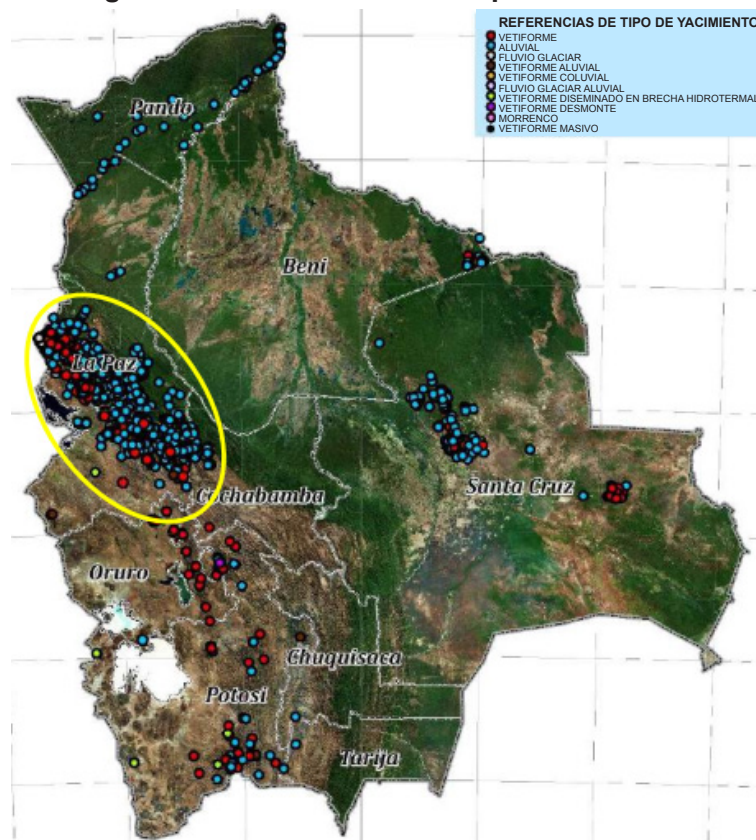 REFERENCIAS DE TIPO DE YACIMIENTO
VETIFORME
ALUVIAL
FLUVIO GLACIAR
VETIFORME ALUVIAL
VETIFORME COLUVIAL
FLUVIO GLACIAR ALUVIAL
VETIFORME DISEMINADO EN BRECHA HIDROTERMAL
VETIFORME DESMONTE
MORRENCO
VETIFORME MASIVO
Pando
Beni
La Paz
Cochabamba
Santa Cruz
Oruro
Chuquisaca
Potosi
Tarija